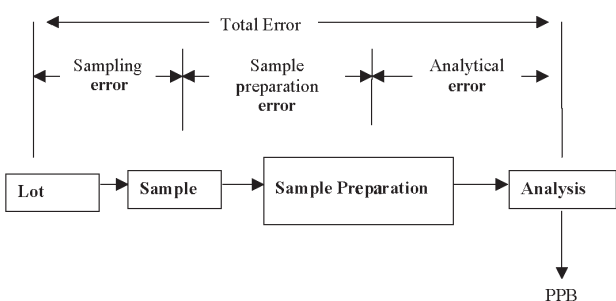 Total Error
Sampling
error
Sample
preparation
error
Analytical
error
Lot
Sample
Sample Preparation
Analysis
PPB